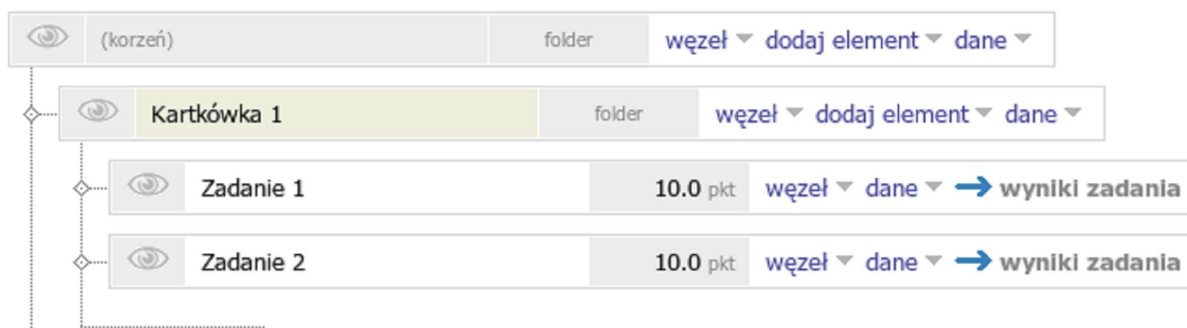 (korzeń) folder węzeł dodaj element dane
Kartkówka 1 folder węzeł dodaj element dane
Zadanie 1 10.0 pkt węzeł dane wyniki zadania
Zadanie 2 10.0 pkt węzeł dane wyniki zadania